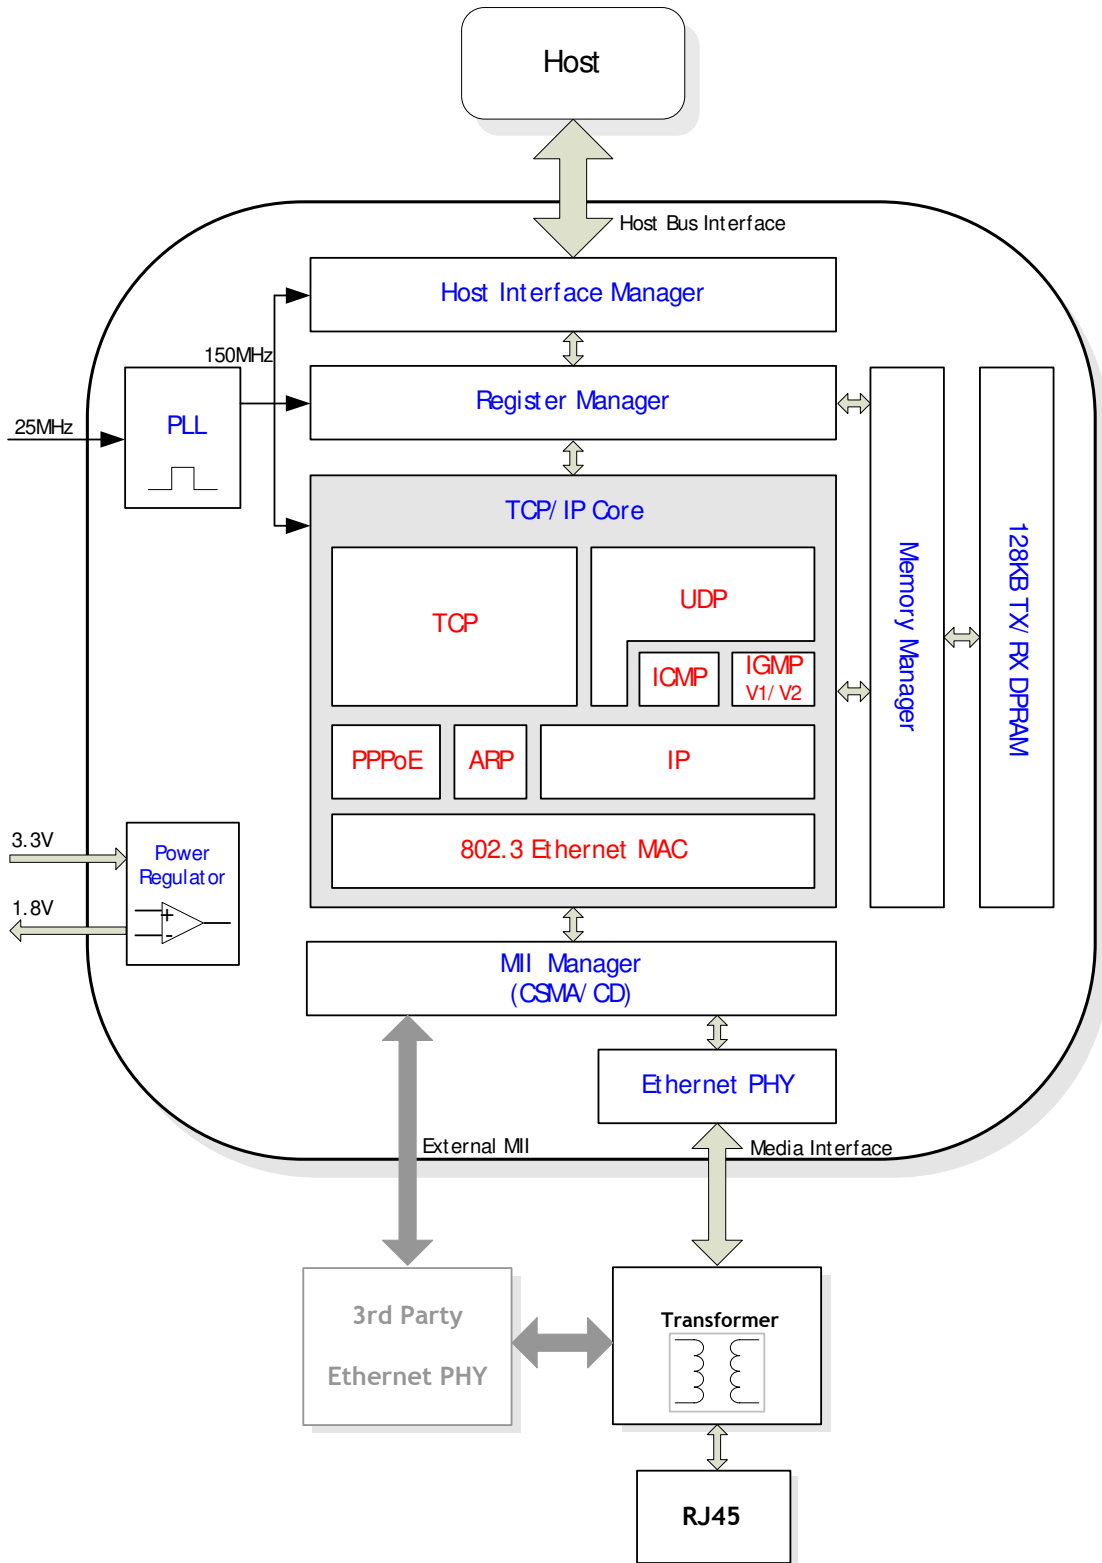 Host
Host Bus Interface
Host Interface Manager
150MHz
Register Manager
25MHz
PLL
TCP/IP Core
TCP
UDP
ICMP
IGMP
V1/V2
PPPoE
ARP
IP
802.3 Ethernet MAC
Memory Manager
128KB TX/RX DPRAM
3.3V
1.8V
Power
Regulator
+
-
MII Manager
(CSMA/CD)
Ethernet PHY
External MII
Media Interface
3rd Party
Ethernet PHY
Transformer
RJ45